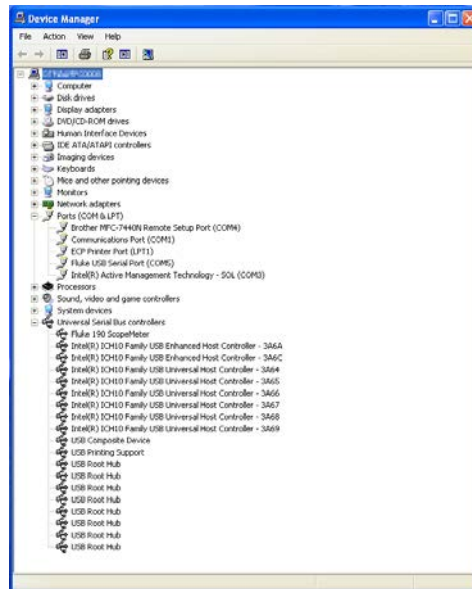 Device Manager
File Action View Help
Computer
Disk drives
Display adapters
DVD/CD-ROM drives
Human Interface Devices
IDE ATA/ATAPI controllers
Imaging devices
Keyboards
Mice and other pointing devices
Monitors
Network adapters
Ports (COM & LPT)
Brother MFC-7440N Remote Setup Port (COM4)
Communications Port (COM1)
ECP Printer Port (LPT1)
Fluke USB Serial Port (COM5)
Intel(R) Active Management Technology - SOL (COM3)
Processors
Sound, video and game controllers
System devices
Universal Serial Bus controllers
Fluke 190 ScopeMeter
Intel(R) ICH10 Family USB Enhanced Host Controller - 3A6A
Intel(R) ICH10 Family USB Enhanced Host Controller - 3A6C
Intel(R) ICH10 Family USB Universal Host Controller - 3A64
Intel(R) ICH10 Family USB Universal Host Controller - 3A65
Intel(R) ICH10 Family USB Universal Host Controller - 3A66
Intel(R) ICH10 Family USB Universal Host Controller - 3A67
Intel(R) ICH10 Family USB Universal Host Controller - 3A68
Intel(R) ICH10 Family USB Universal Host Controller - 3A69
USB Composite Device
USB Printing Support
USB Root Hub
USB Root Hub
USB Root Hub
USB Root Hub
USB Root Hub
USB Root Hub
USB Root Hub
USB Root Hub